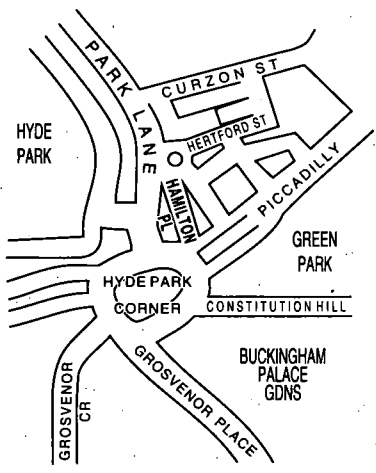 PARK LANE
CURZON ST
HYDE
PARK
HERTFORD ST
HAMILTON
PL
PICCADILLY
GREEN
PARK
HYDE PARK
CORNER
CONSTITUTION HILL
GROSVENOR
CR
GROSVENOR PLACE
BUCKINGHAM
PALACE
GDNS